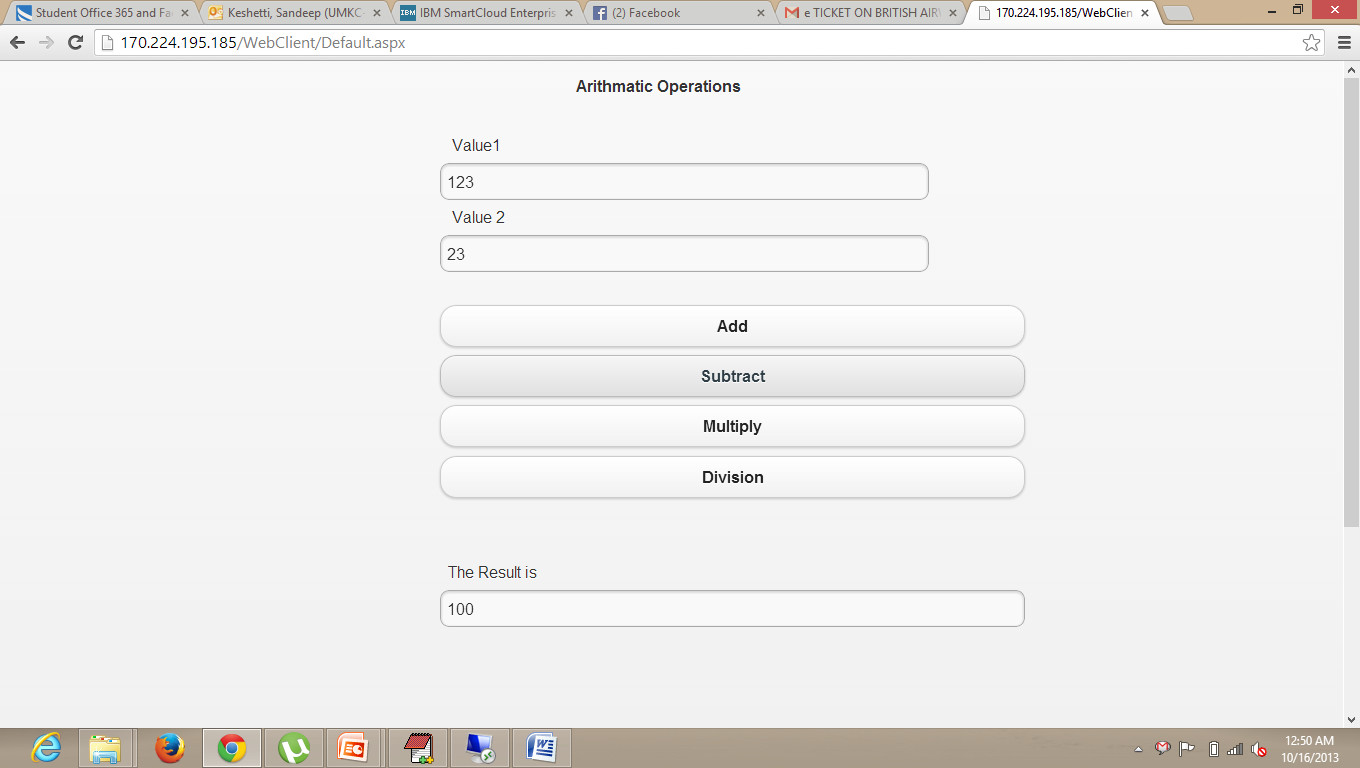 Student Office 365 and Fa
Keshetti, Sandeep (UMKC-
IBM IBM SmartCloud Enterpris
(2) Facebook
e TICKET ON BRITISH AIR
170.224.195.185/WebClien
170.224.195.185/WebClient/Default.aspx
Arithmatic Operations
Value1
123
Value 2
23
Add
Subtract
Multiply
Division
The Result is
100
12:50 AM
10/16/2013